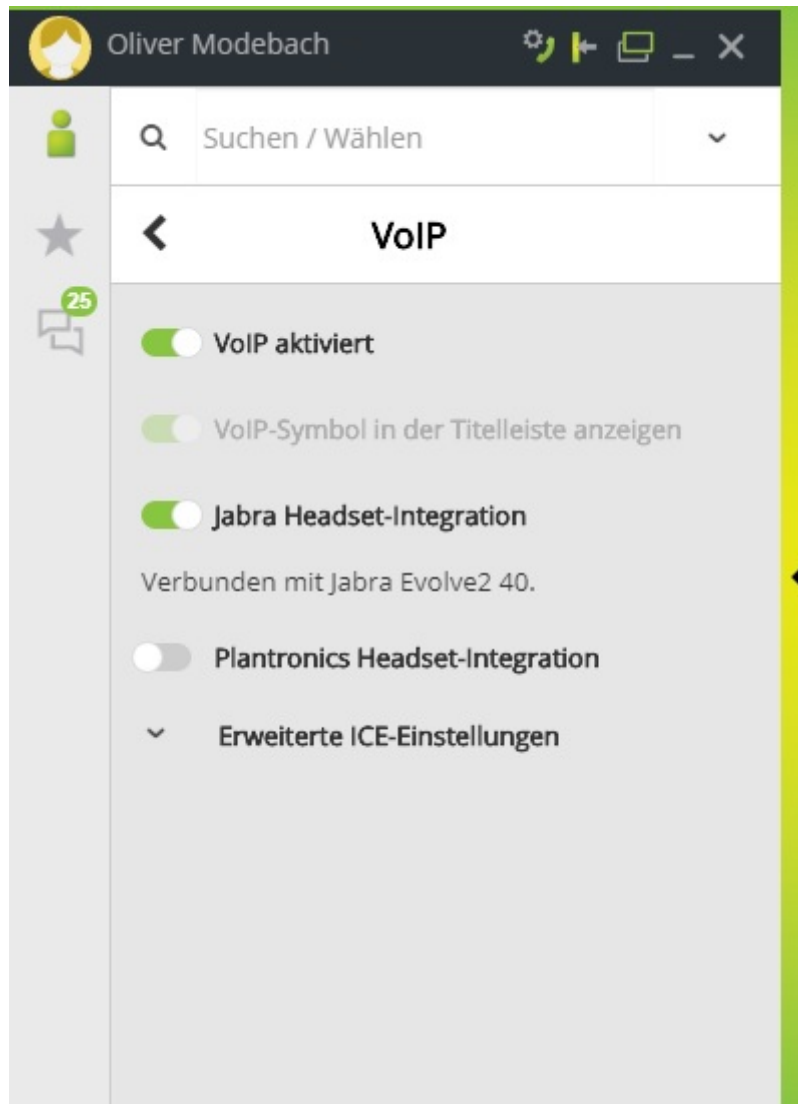 Oliver Modebach
Suchen / Wählen
VoIP
25
VoIP aktiviert
VoIP-Symbol in der Titelleiste anzeigen
Jabra Headset-Integration
Verbunden mit Jabra Evolve2 40.
Plantronics Headset-Integration
Erweiterte ICE-Einstellungen